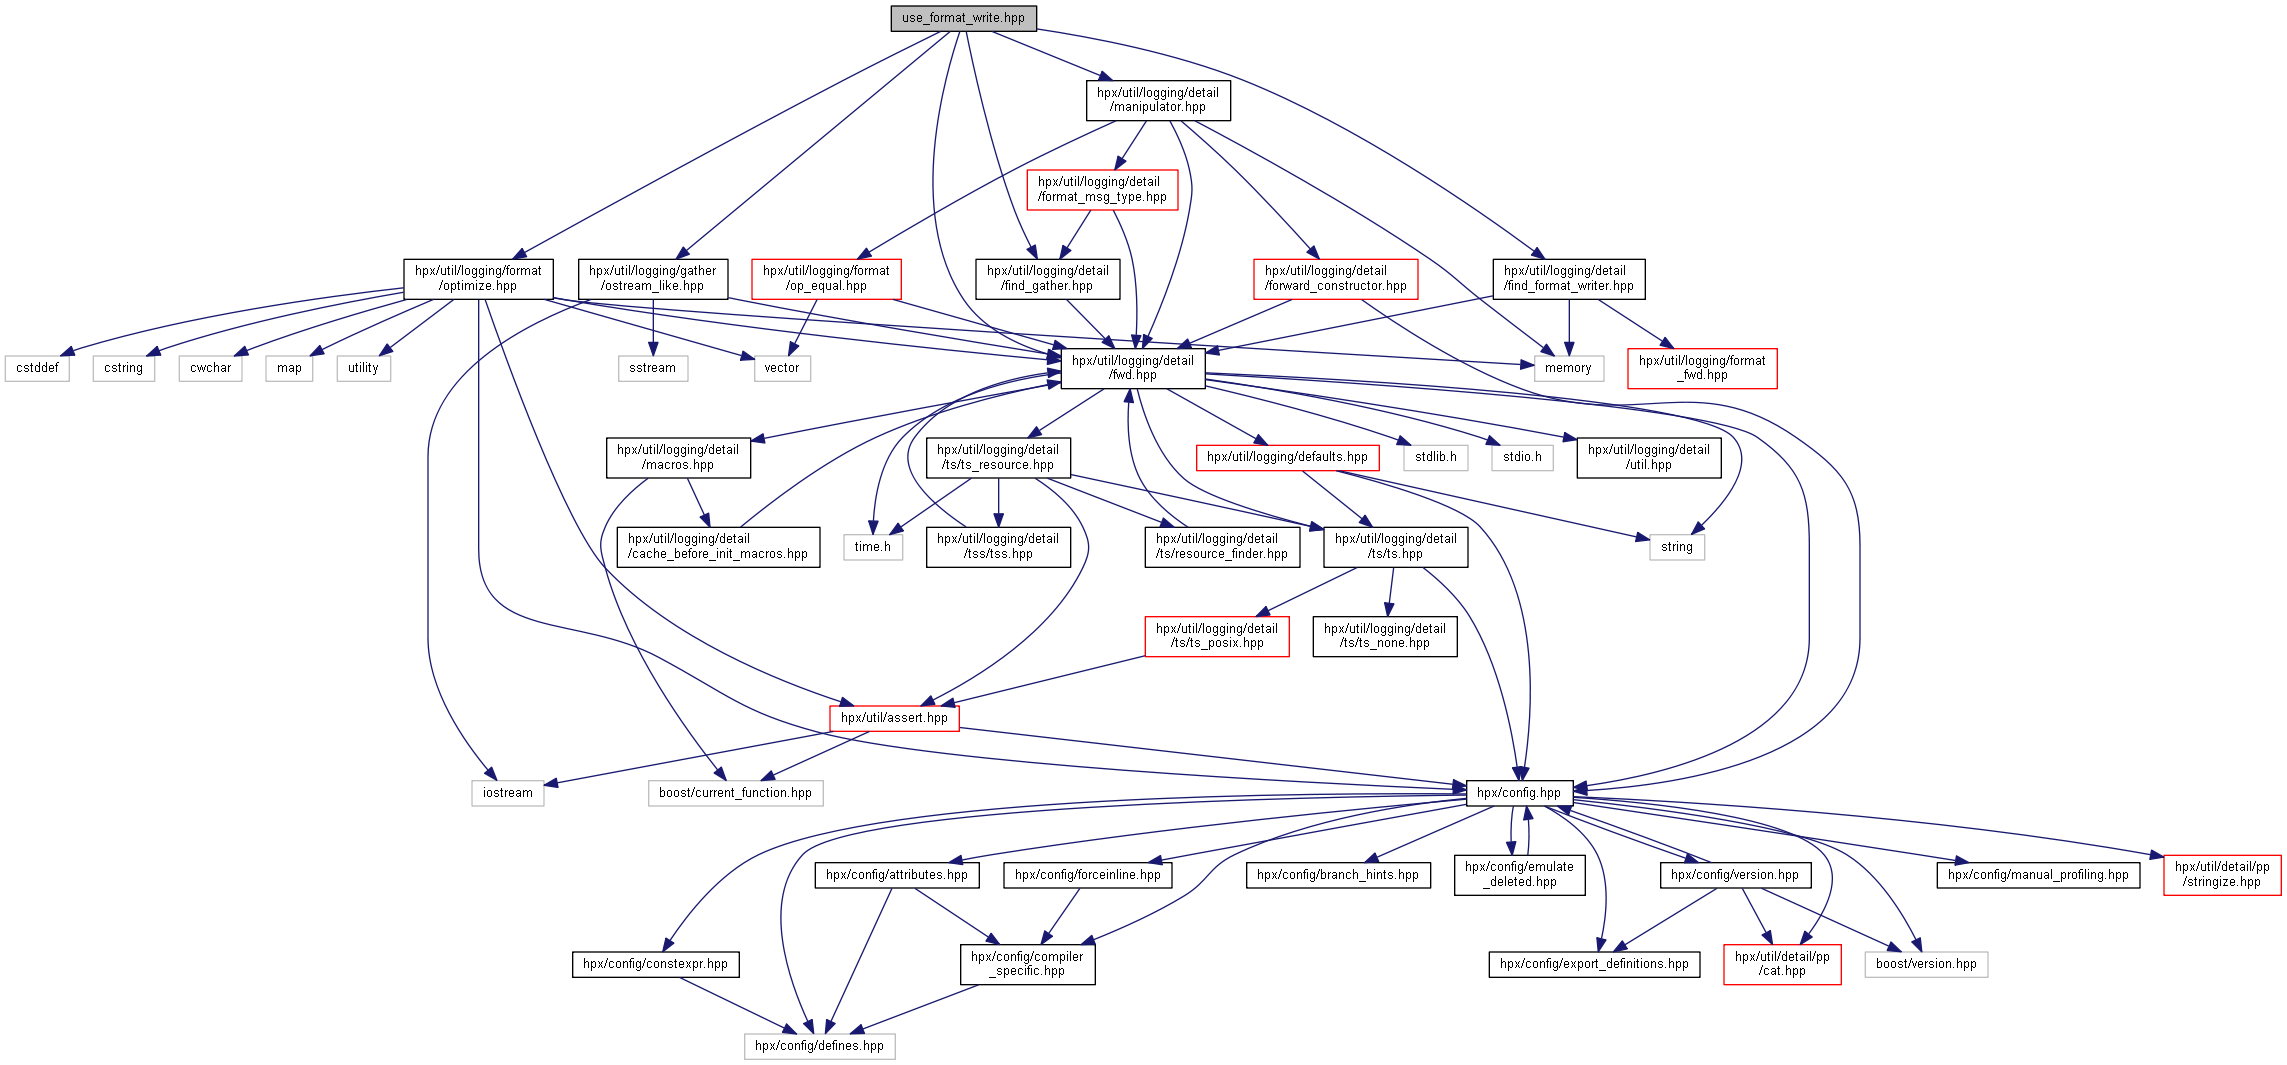 use_format_write.hpp
hpx/util/logging/detail
/manipulator.hpp
hpx/util/logging/detail
/format_msg_type.hpp
hpx/util/logging/format
/optimize.hpp
hpx/util/logging/gather
/ostream_like.hpp
hpx/util/logging/format
/op_equal.hpp
hpx/util/logging/detail
/find_gather.hpp
hpx/util/logging/detail
/forward_constructor.hpp
hpx/util/logging/detail
/find_format_writer.hpp
cstddef
cstring
cwchar
map
utility
sstream
vector
hpx/util/logging/detail
/fwd.hpp
memory
hpx/util/logging/format
_fwd.hpp
hpx/util/logging/detail
/macros.hpp
hpx/util/logging/detail
/ts/ts_resource.hpp
hpx/util/logging/defaults.hpp
stdlib.h
stdio.h
hpx/util/logging/detail
/util.hpp
hpx/util/logging/detail
/cache_before_init_macros.hpp
time.h
hpx/util/logging/detail
/tss/tss.hpp
hpx/util/logging/detail
/ts/resource_finder.hpp
hpx/util/logging/detail
/ts/ts.hpp
string
hpx/util/logging/detail
/ts/ts_posix.hpp
hpx/util/logging/detail
/ts/ts_none.hpp
hpx/util/assert.hpp
iostream
boost/current_function.hpp
hpx/config.hpp
hpx/config/attributes.hpp
hpx/config/forceinline.hpp
hpx/config/branch_hints.hpp
hpx/config/emulate
_deleted.hpp
hpx/config/version.hpp
hpx/config/manual_profiling.hpp
hpx/util/detail/pp
/stringize.hpp
hpx/config/constexpr.hpp
hpx/config/compiler
_specific.hpp
hpx/config/export_definitions.hpp
hpx/util/detail/pp
/cat.hpp
boost/version.hpp
hpx/config/defines.hpp